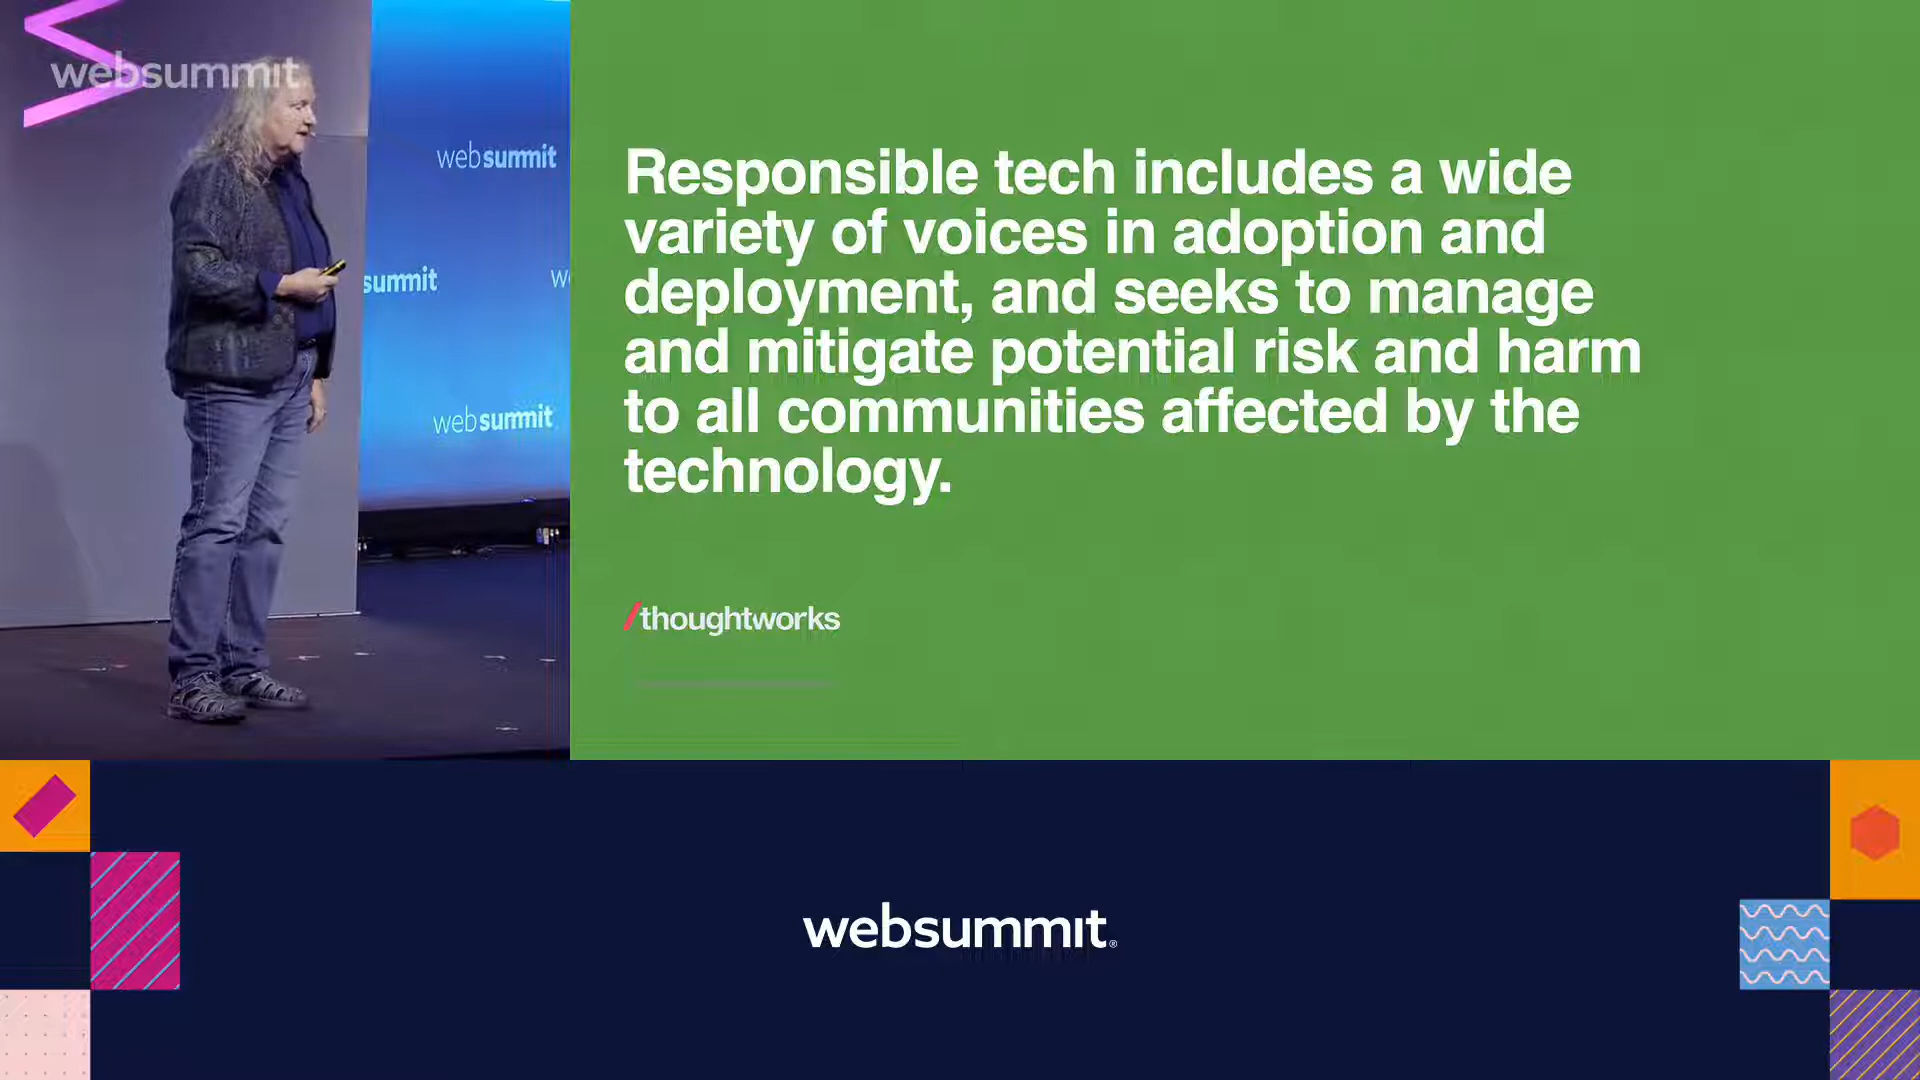 websummit
websummit
summit
we
websummit
Responsible tech includes a wide
variety of voices in adoption and
deployment, and seeks to manage
and mitigate potential risk and harm
to all communities affected by the
technology.
/thoughtworks
websummit®